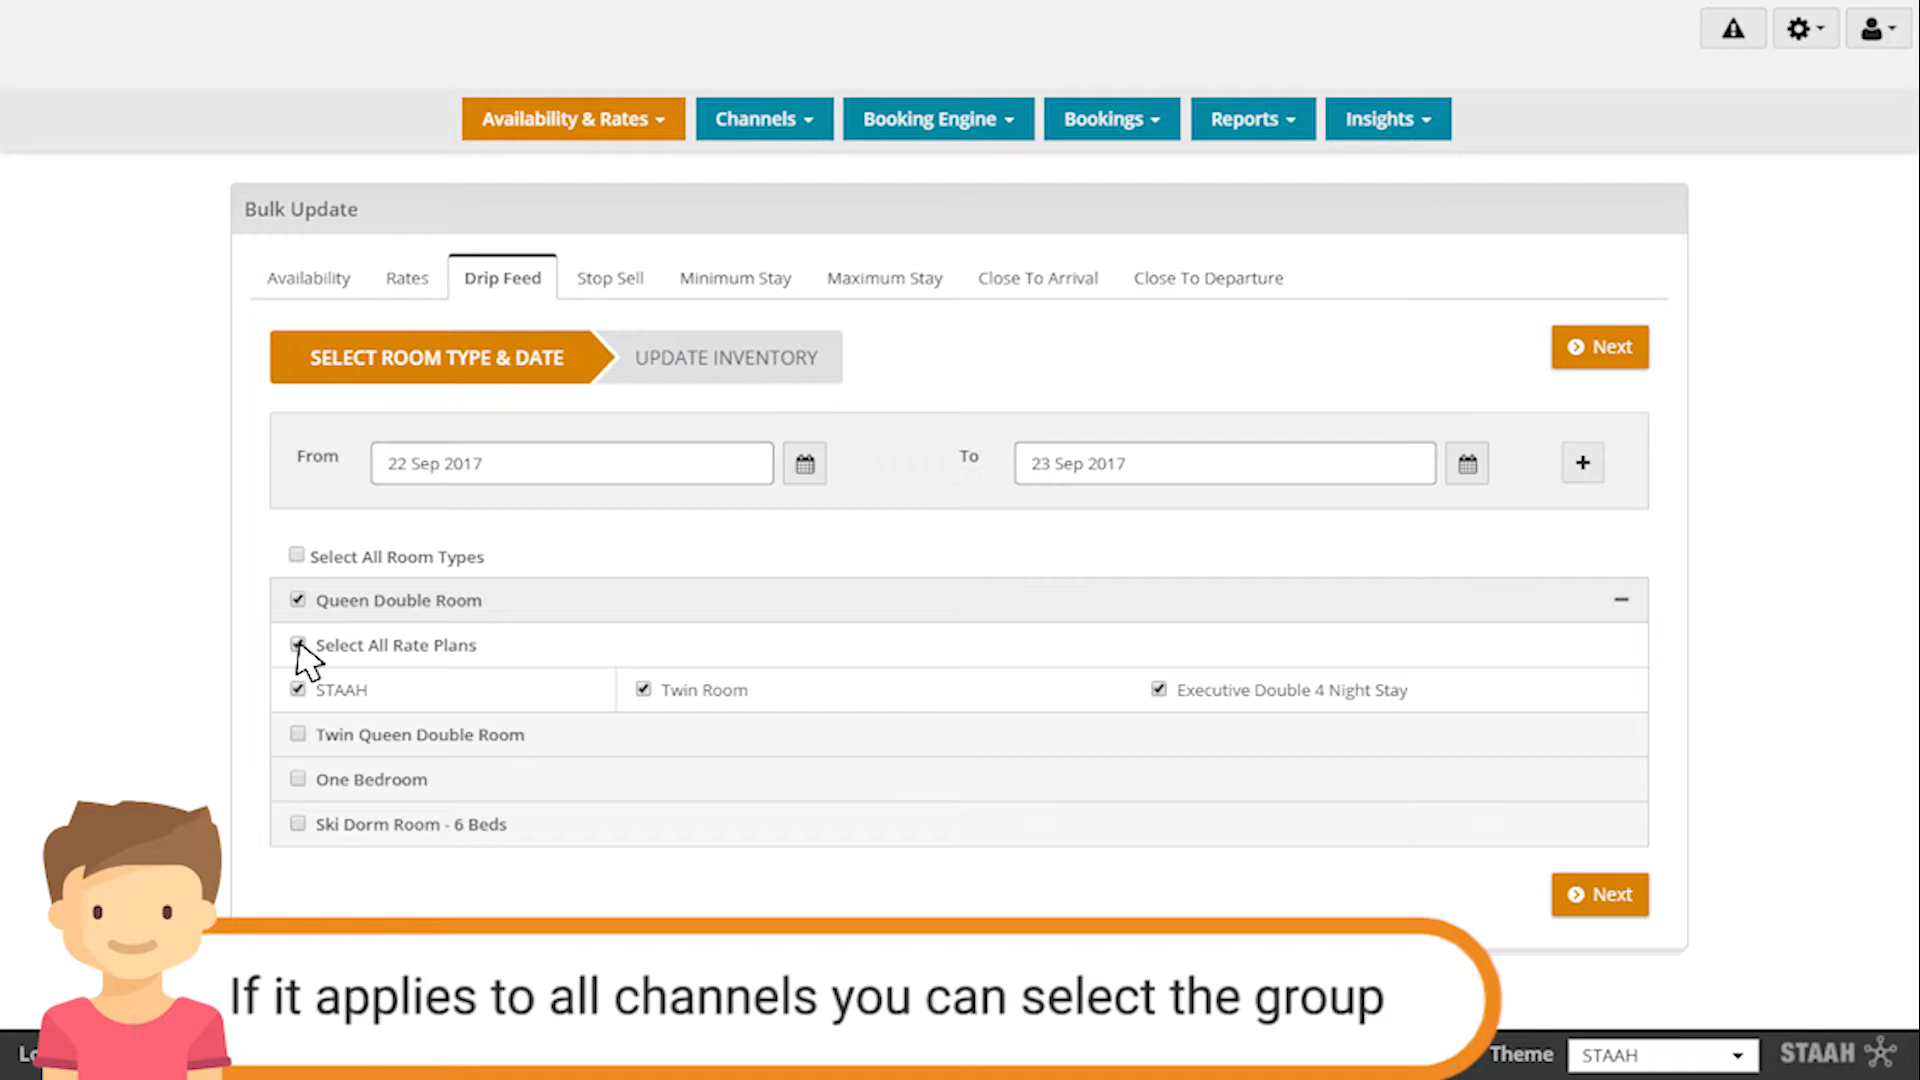 Availability & Rates
Channels
Booking Engine
Bookings
Reports
Insights
Bulk Update
Availability
Rates
Drip Feed
Stop Sell
Minimum Stay
Maximum Stay
Close To Arrival
Close To Departure
SELECT ROOM TYPE & DATE
UPDATE INVENTORY
Next
From
22 Sep 2017
To
23 Sep 2017
Select All Room Types
Queen Double Room
Select All Rate Plans
STAAH
Twin Room
Executive Double 4 Night Stay
Twin Queen Double Room
One Bedroom
Ski Dorm Room - 6 Beds
Next
If it applies to all channels you can select the group
Theme
STAAH
STAAH